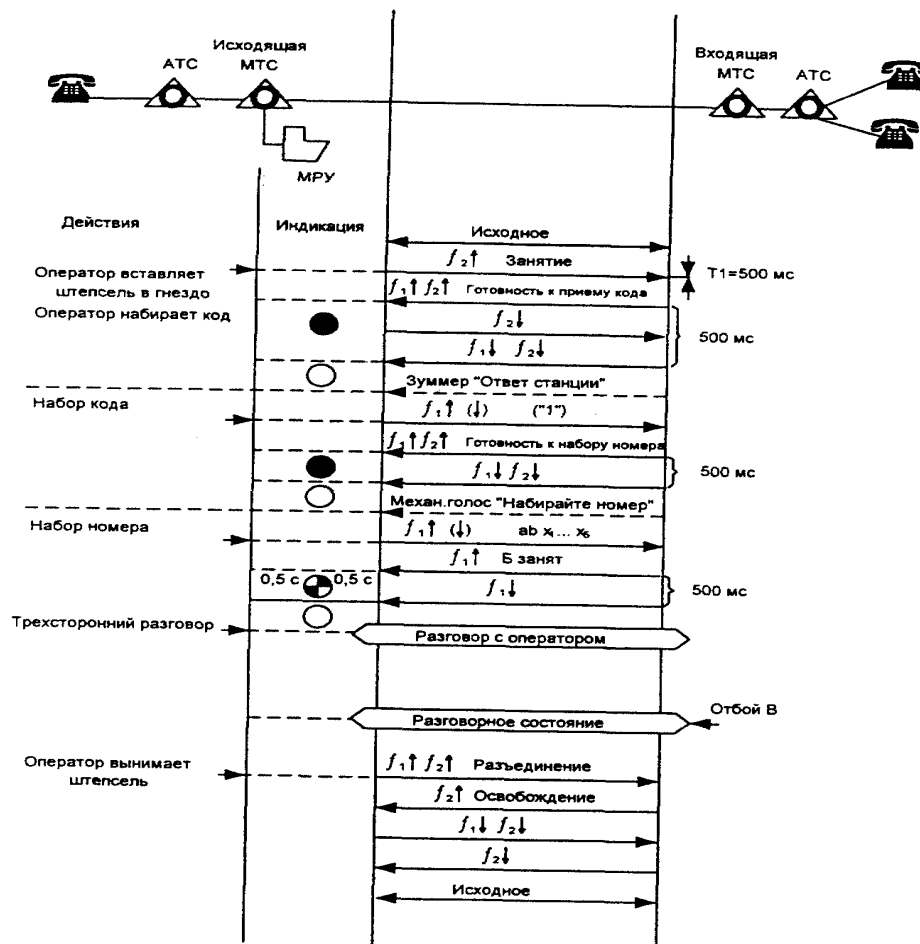 Исходящая
МТС
АТС
Входящая
МТС
АТС
МРУ
Действия
Индикация
Исходное
f₂↑ Занятие
T1=500 мс
Оператор вставляет
штепсель в гнездо
f₁↑ f₂↑ Готовность к приему кода
Оператор набирает код
f₂↓
500 мс
f₁↓ f₂↓
Зуммер "Ответ станции"
Набор кода
f₁↑ (↓) ("1")
f₁↑ f₂↑ Готовность к набору номера
f₁↓ f₂↓
500 мс
Механ.голос "Набирайте номер"
Набор номера
f₁↑ (↓) ab x₁... x₅
f₁↑ Б занят
0,5 с 0,5 с
f₁↓
500 мс
Трехсторонний разговор
Разговор с оператором
Отбой В
Разговорное состояние
Оператор вынимает
штепсель
f₁↑ f₂↑ Разъединение
f₂↑ Освобождение
f₁↓ f₂↓
f₂↓
Исходное